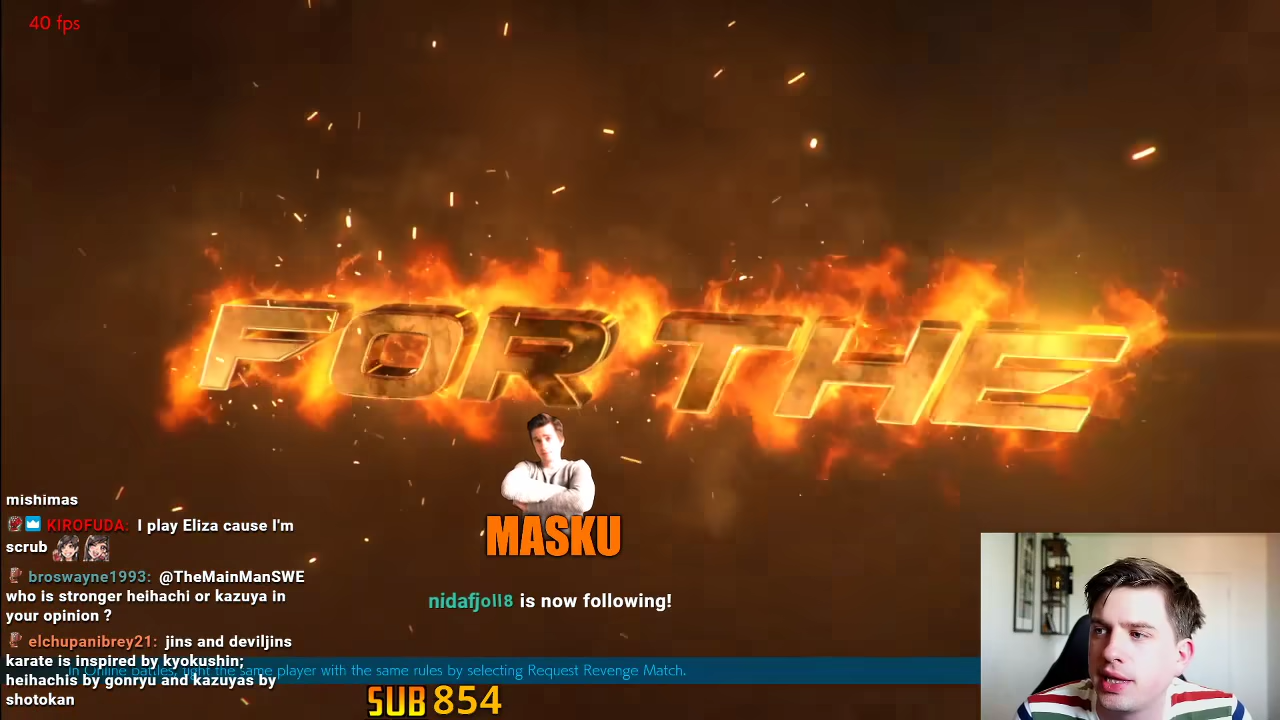 40 fps
FOR THE
MASKU
nidafjoll8 is now following!
mishimas
KIROFUDA: I play Eliza cause I'm
scrub
broswayne1993: @TheMainManSWE
who is stronger heihachi or kazuya in
your opinion ?
elchupanibrey21: jins and deviljins
karate is inspired by kyokushin;
heihachis by gonryu and kazuyas by
shotokan
In Online battles, fight the same player with the same rules by selecting Request Revenge Match.
SUB 854